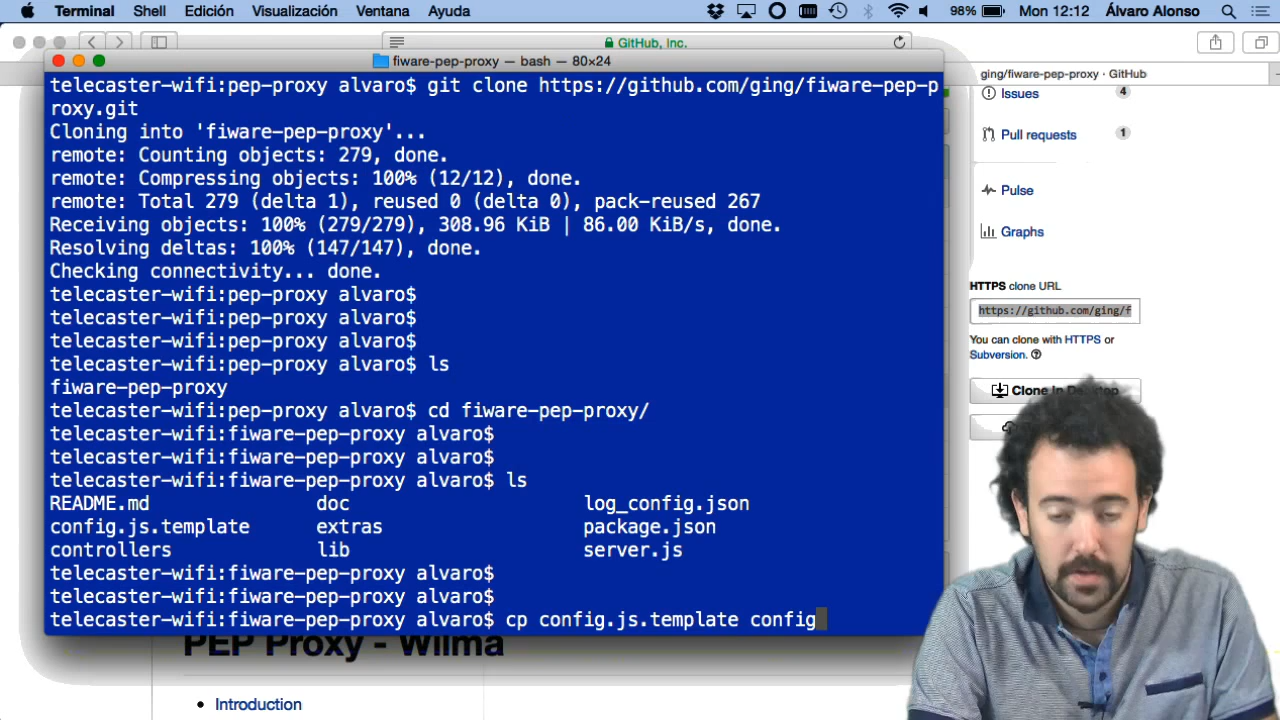 Terminal Shell Edición Visualización Ventana Ayuda 98% Mon 12:12 Álvaro Alonso
GitHub, Inc.
fiware-pep-proxy — bash — 80×24
ging/fiware-pep-proxy · GitHub
telecaster-wifi:pep-proxy alvaro$ git clone https://github.com/ging/fiware-pep-p
roxy.git
Cloning into 'fiware-pep-proxy'...
remote: Counting objects: 279, done.
remote: Compressing objects: 100% (12/12), done.
remote: Total 279 (delta 1), reused 0 (delta 0), pack-reused 267
Receiving objects: 100% (279/279), 308.96 KiB | 86.00 KiB/s, done.
Resolving deltas: 100% (147/147), done.
Checking connectivity... done.
telecaster-wifi:pep-proxy alvaro$
telecaster-wifi:pep-proxy alvaro$
telecaster-wifi:pep-proxy alvaro$
telecaster-wifi:pep-proxy alvaro$ ls
fiware-pep-proxy
telecaster-wifi:pep-proxy alvaro$ cd fiware-pep-proxy/
telecaster-wifi:fiware-pep-proxy alvaro$
telecaster-wifi:fiware-pep-proxy alvaro$
telecaster-wifi:fiware-pep-proxy alvaro$ ls
README.md doc log_config.json
config.js.template extras package.json
controllers lib server.js
telecaster-wifi:fiware-pep-proxy alvaro$
telecaster-wifi:fiware-pep-proxy alvaro$
telecaster-wifi:fiware-pep-proxy alvaro$ cp config.js.template config
Issues 4
Pull requests 1
Pulse
Graphs
HTTPS clone URL
https://github.com/ging/f
You can clone with HTTPS or
Subversion.
Clone in Desktop
PEP Proxy - Wilma
Introduction